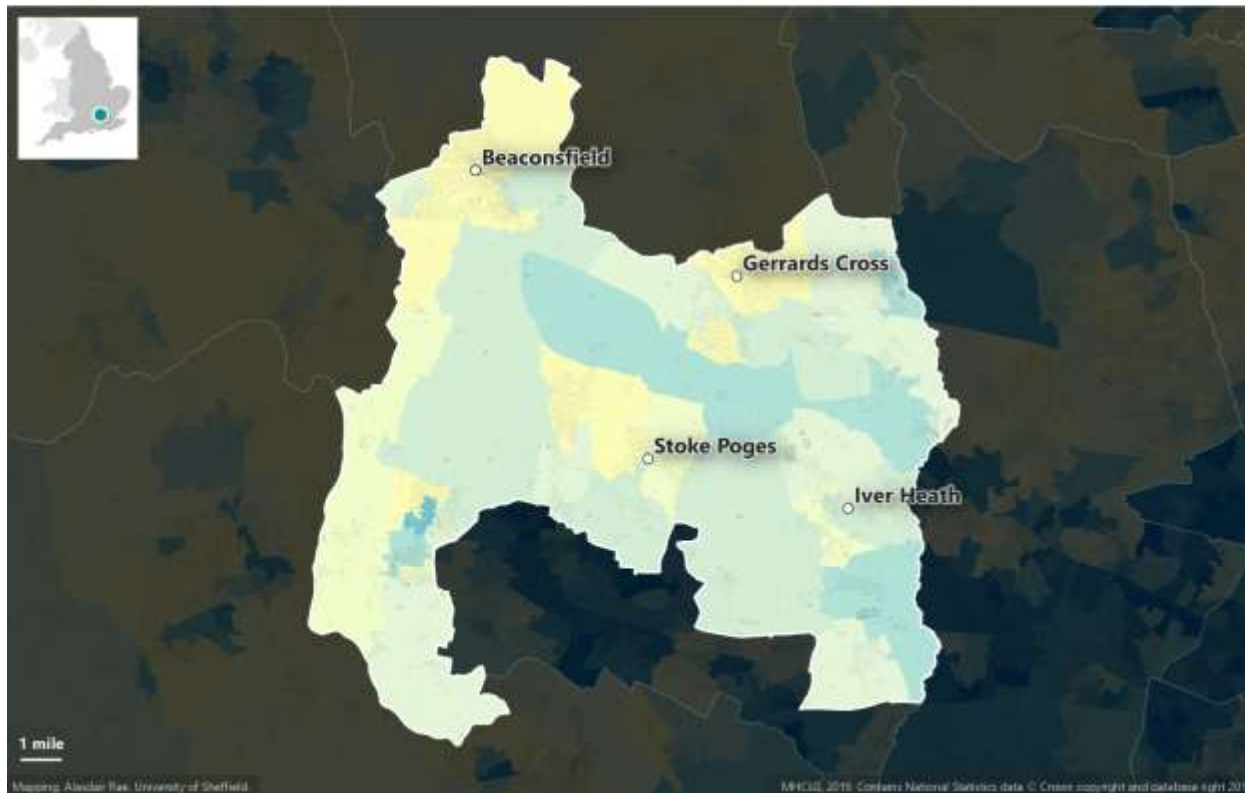 Beaconsfield
Gerrards Cross
Stoke Poges
Iver Heath
1 mile
Mapping: Alasdair Rae, University of Sheffield.
MHCLG, 2019. Contains National Statistics data. © Crown copyright and database right 201